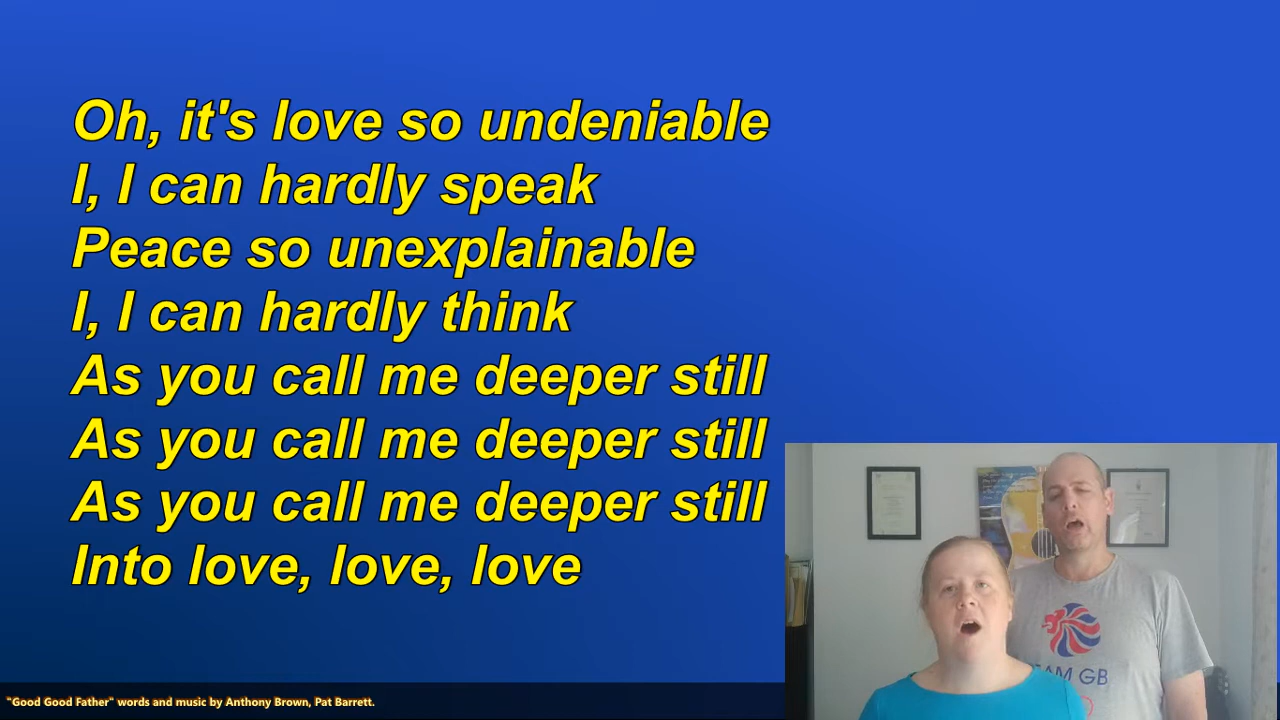 Oh, it's love so undeniable
I, I can hardly speak
Peace so unexplainable
I, I can hardly think
As you call me deeper still
As you call me deeper still
As you call me deeper still
Into love, love, love
TEAM GB
"Good Good Father" words and music by Anthony Brown, Pat Barrett.